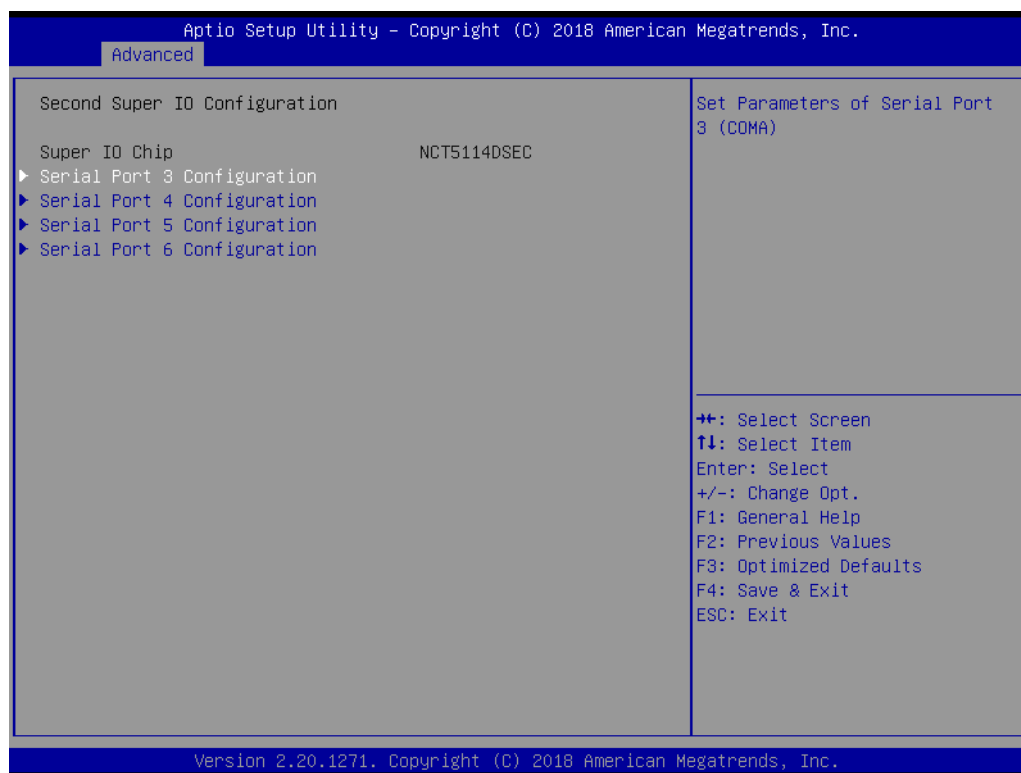 Aptio Setup Utility – Copyright (C) 2018 American Megatrends, Inc.
Advanced
Second Super IO Configuration
Super IO Chip NCT5114DSEC
▶ Serial Port 3 Configuration
▶ Serial Port 4 Configuration
▶ Serial Port 5 Configuration
▶ Serial Port 6 Configuration
Set Parameters of Serial Port
3 (COMA)
→←: Select Screen
↑↓: Select Item
Enter: Select
+/-: Change Opt.
F1: General Help
F2: Previous Values
F3: Optimized Defaults
F4: Save & Exit
ESC: Exit
Version 2.20.1271. Copyright (C) 2018 American Megatrends, Inc.